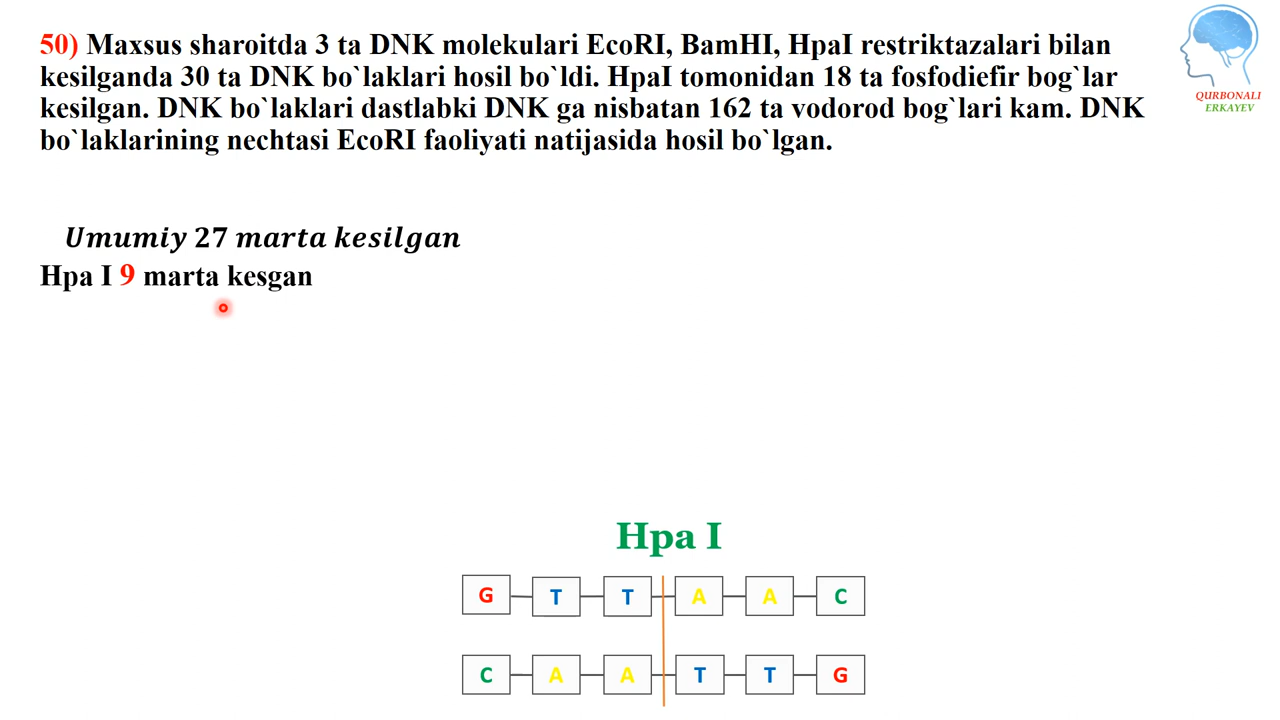 50) Maxsus sharoitda 3 ta DNK molekulari EcoRI, BamHI, HpaI restriktazalari bilan
kesilganda 30 ta DNK bo`laklari hosil bo`ldi. HpaI tomonidan 18 ta fosfodiefir bog`lar
kesilgan. DNK bo`laklari dastlabki DNK ga nisbatan 162 ta vodorod bog`lari kam. DNK
bo`laklarining nechtasi EcoRI faoliyati natijasida hosil bo`lgan.
QURBONALI
ERKAYEV
Umumiy 27 marta kesilgan
Hpa I 9 marta kesgan
Hpa I
G T T A A C
C A A T T G